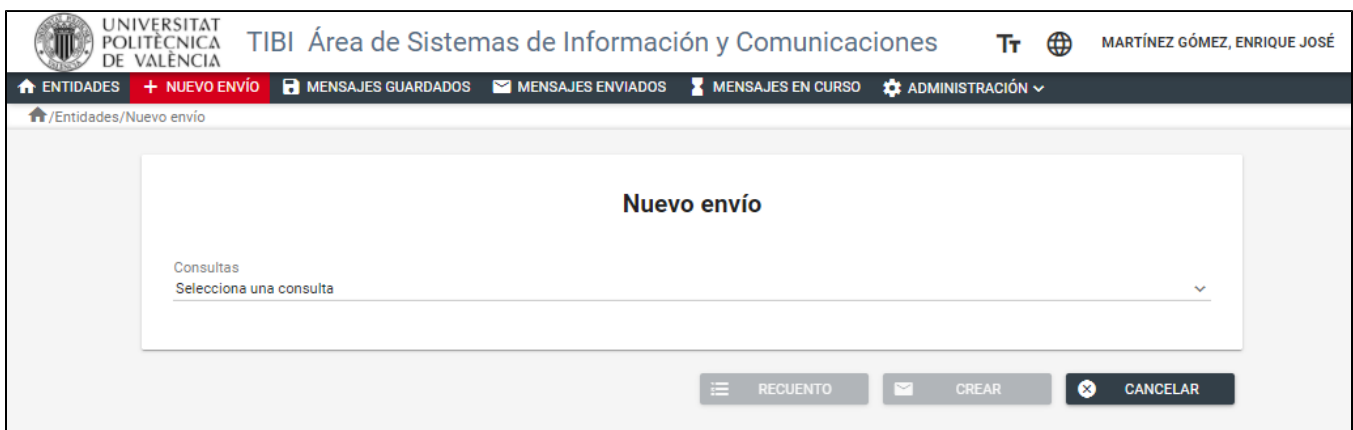 UNIVERSITAT
POLITÈCNICA
DE VALÈNCIA
TIBI Área de Sistemas de Información y Comunicaciones
Tт
MARTÍNEZ GÓMEZ, ENRIQUE JOSÉ
ENTIDADES + NUEVO ENVÍO MENSAJES GUARDADOS MENSAJES ENVIADOS MENSAJES EN CURSO ADMINISTRACIÓN
/Entidades/Nuevo envío
Nuevo envío
Consultas
Selecciona una consulta
RECUENTO CREAR CANCELAR